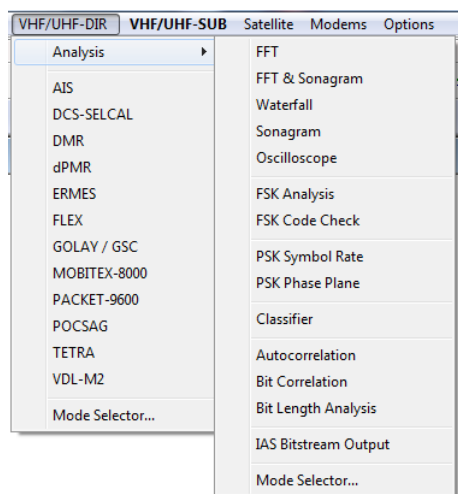 VHF/UHF-DIR VHF/UHF-SUB Satellite Modems Options
Analysis
AIS
DCS-SELCAL
DMR
dPMR
ERMES
FLEX
GOLAY / GSC
MOBITEX-8000
PACKET-9600
POCSAG
TETRA
VDL-M2
Mode Selector...
FFT
FFT & Sonagram
Waterfall
Sonagram
Oscilloscope
FSK Analysis
FSK Code Check
PSK Symbol Rate
PSK Phase Plane
Classifier
Autocorrelation
Bit Correlation
Bit Length Analysis
IAS Bitstream Output
Mode Selector...